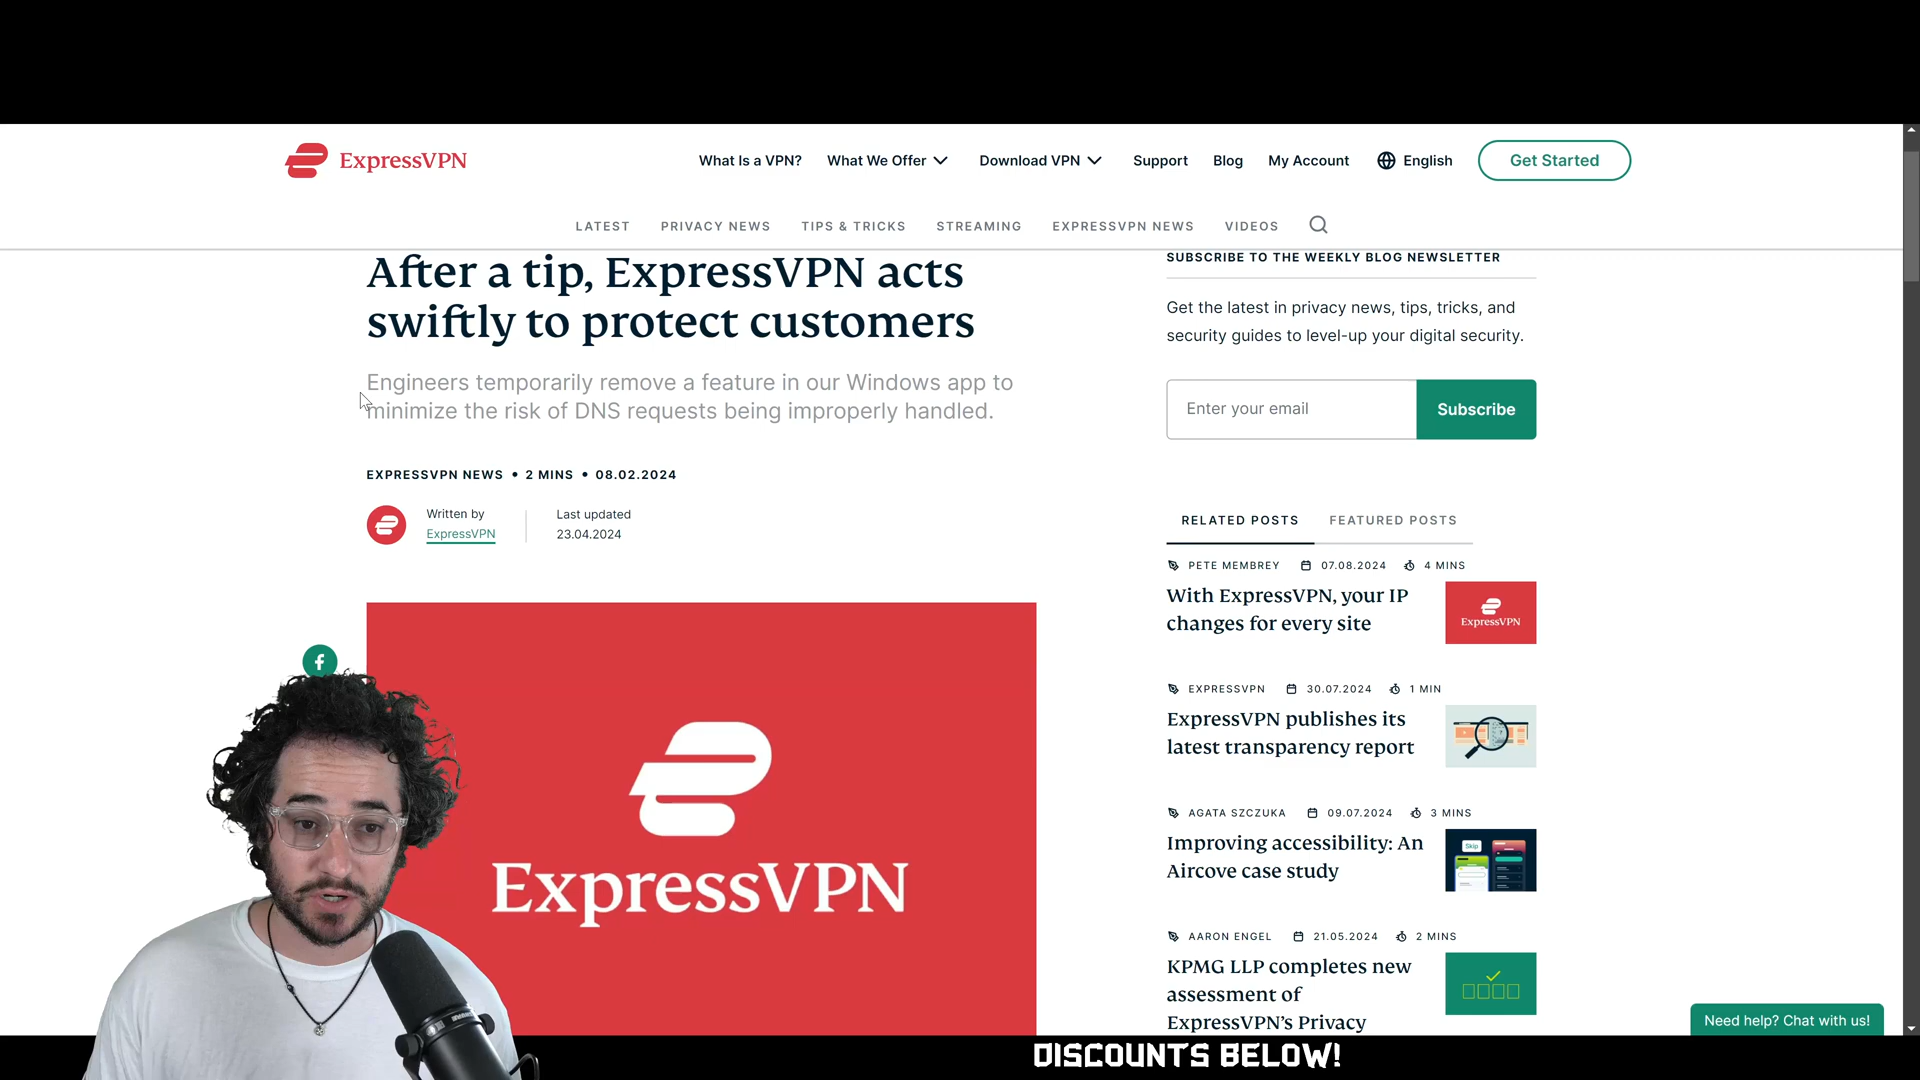 ExpressVPN
What Is a VPN? What We Offer Download VPN Support Blog My Account English Get Started
LATEST PRIVACY NEWS TIPS & TRICKS STREAMING EXPRESSVPN NEWS VIDEOS
After a tip, ExpressVPN acts
swiftly to protect customers
Engineers temporarily remove a feature in our Windows app to
minimize the risk of DNS requests being improperly handled.
EXPRESSVPN NEWS • 2 MINS • 08.02.2024
Written by
ExpressVPN
Last updated
23.04.2024
ExpressVPN
SUBSCRIBE TO THE WEEKLY BLOG NEWSLETTER
Get the latest in privacy news, tips, tricks, and
security guides to level-up your digital security.
Enter your email Subscribe
RELATED POSTS FEATURED POSTS
PETE MEMBREY 07.08.2024 4 MINS
With ExpressVPN, your IP
changes for every site
ExpressVPN
EXPRESSVPN 30.07.2024 1 MIN
ExpressVPN publishes its
latest transparency report
AGATA SZCZUKA 09.07.2024 3 MINS
Improving accessibility: An
Aircove case study
Skip
AARON ENGEL 21.05.2024 2 MINS
KPMG LLP completes new
assessment of
ExpressVPN's Privacy
Need help? Chat with us!
DISCOUNTS BELOW!